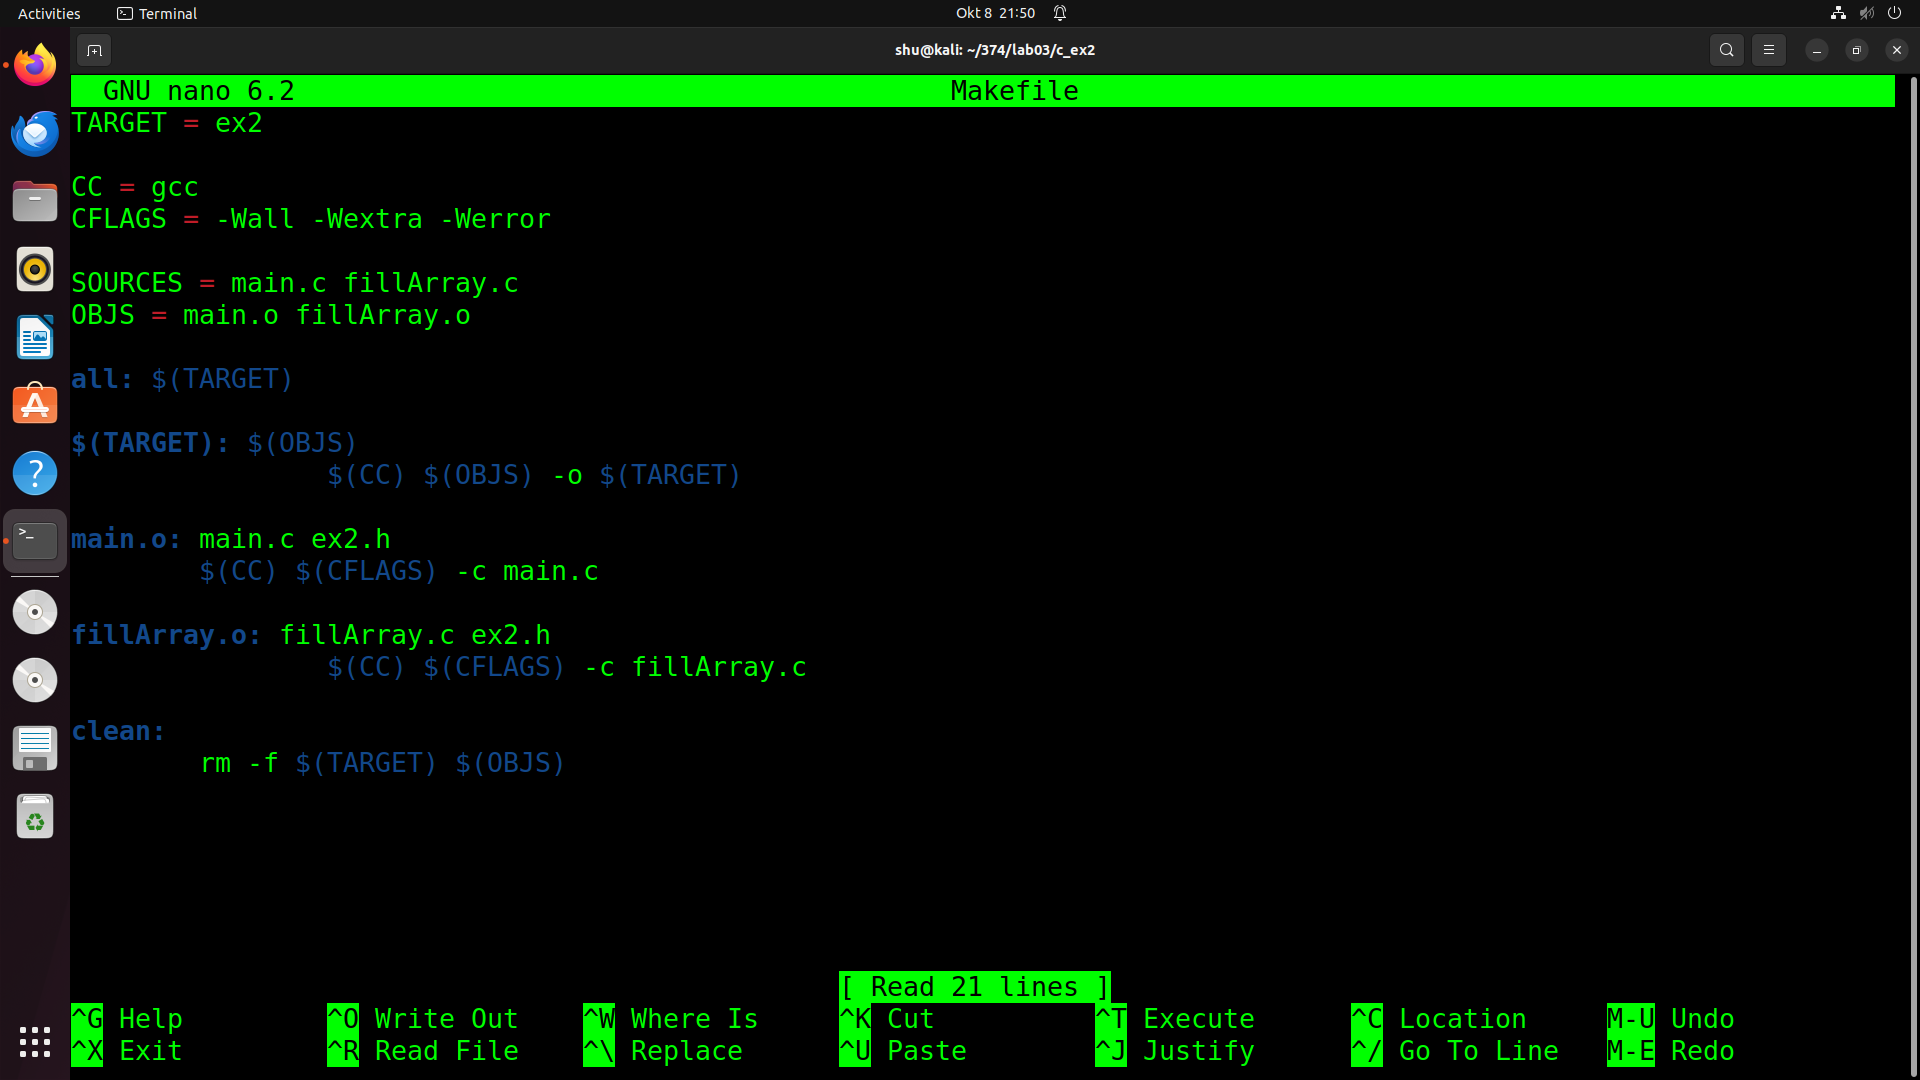 Activities Terminal Okt 8 21:50
shu@kali: ~/374/lab03/c_ex2
GNU nano 6.2 Makefile
TARGET = ex2
CC = gcc
CFLAGS = -Wall -Wextra -Werror
SOURCES = main.c fillArray.c
OBJS = main.o fillArray.o
all: $(TARGET)
$(TARGET): $(OBJS)
$(CC) $(OBJS) -o $(TARGET)
main.o: main.c ex2.h
$(CC) $(CFLAGS) -c main.c
fillArray.o: fillArray.c ex2.h
$(CC) $(CFLAGS) -c fillArray.c
clean:
rm -f $(TARGET) $(OBJS)
[ Read 21 lines ]
^G Help ^O Write Out ^W Where Is ^K Cut ^T Execute ^C Location M-U Undo
^X Exit ^R Read File ^\ Replace ^U Paste ^J Justify ^/ Go To Line M-E Redo